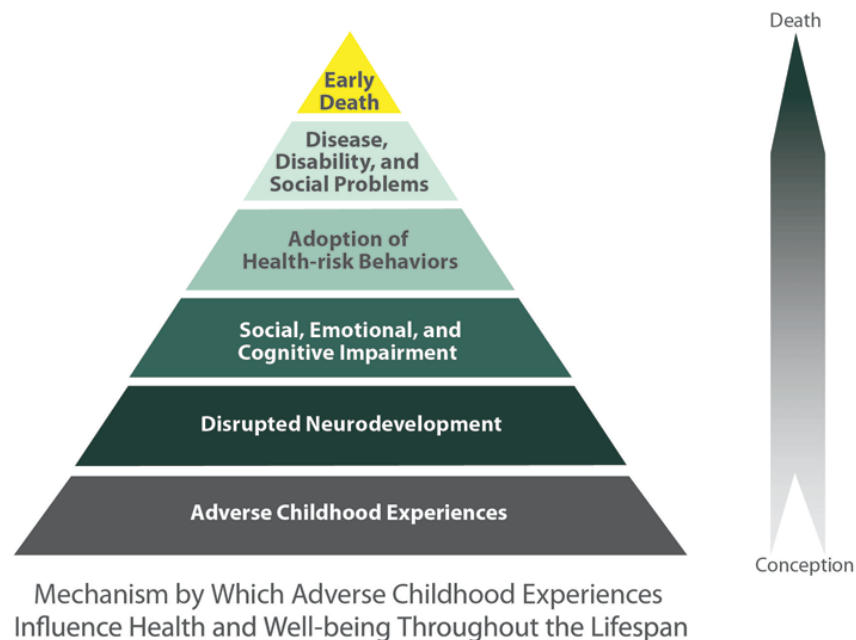 Death
Early
Death
Disease,
Disability, and
Social Problems
Adoption of
Health-risk Behaviors
Social, Emotional, and
Cognitive Impairment
Disrupted Neurodevelopment
Adverse Childhood Experiences
Conception
Mechanism by Which Adverse Childhood Experiences
Influence Health and Well-being Throughout the Lifespan